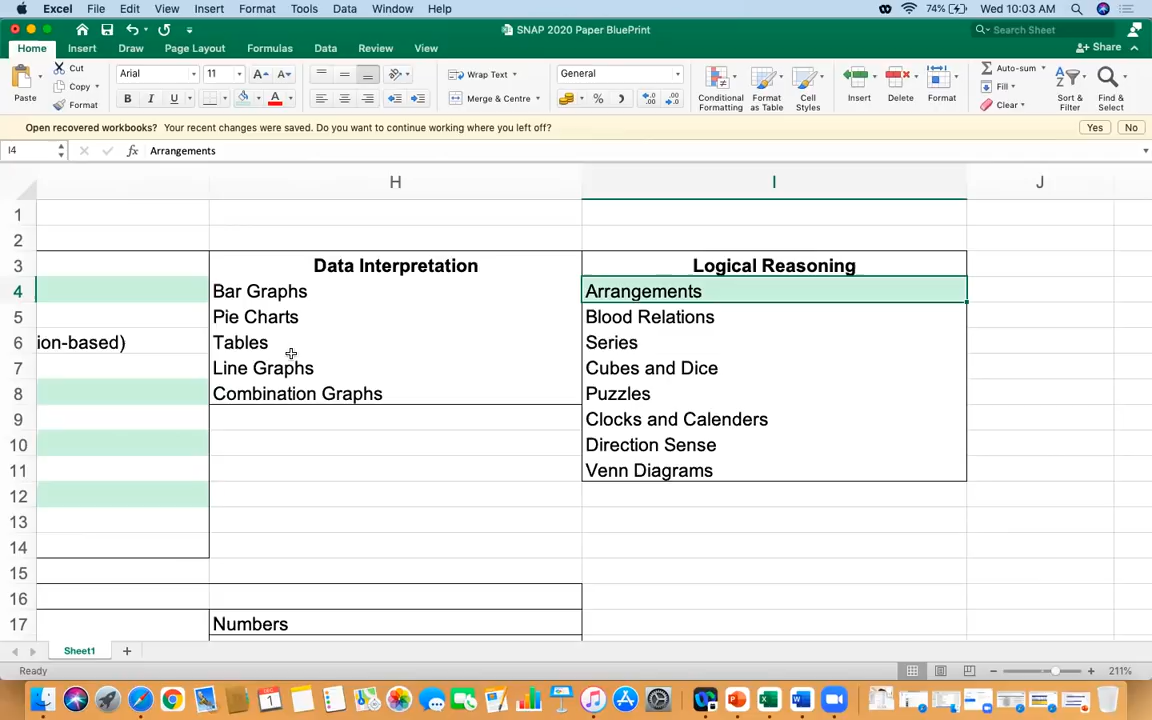 Excel File Edit View Insert Format Tools Data Window Help 74% Wed 10:03 AM
SNAP 2020 Paper BluePrint Search Sheet
Home Insert Draw Page Layout Formulas Data Review View Share
Paste Cut Copy Format
Arial 11
B I U A
Wrap Text
Merge & Centre
General
%
Conditional Formatting
Format as Table
Cell Styles
Insert Delete Format
Auto-sum
Fill
Clear
Sort & Filter
Find & Select
Open recovered workbooks? Your recent changes were saved. Do you want to continue working where you left off? Yes No
I4 fx Arrangements
H I J
1
2
3 Data Interpretation Logical Reasoning
4 Bar Graphs Arrangements
5 Pie Charts Blood Relations
6 ion-based) Tables Series
7 Line Graphs Cubes and Dice
8 Combination Graphs Puzzles
9 Clocks and Calenders
10 Direction Sense
11 Venn Diagrams
12
13
14
15
16
17 Numbers
Sheet1
Ready 211%